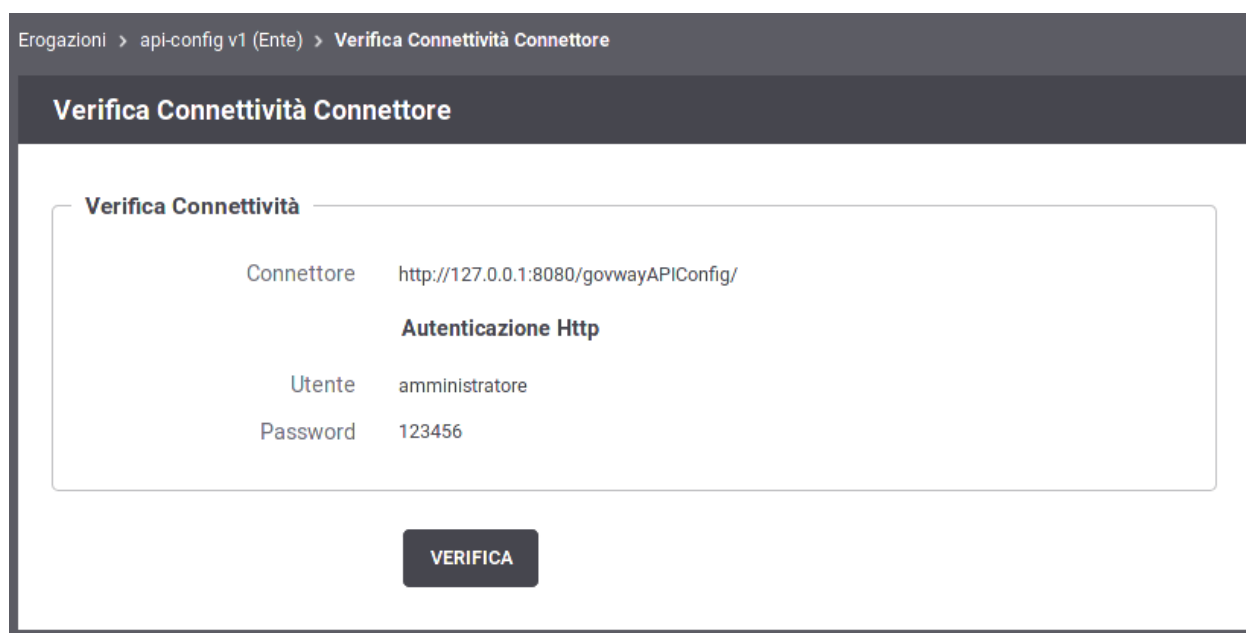 Erogazioni > api-config v1 (Ente) > Verifica Connettività Connettore
Verifica Connettività Connettore
Verifica Connettività
Connettore http://127.0.0.1:8080/govwayAPIConfig/
Autenticazione Http
Utente amministratore
Password 123456
VERIFICA